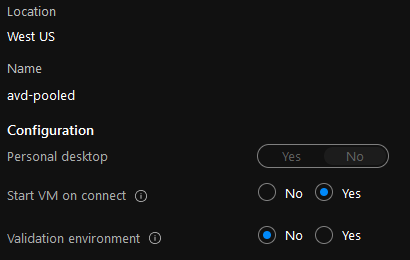 Location
West US
Name
avd-pooled
Configuration
Personal desktop Yes No
Start VM on connect No Yes
Validation environment No Yes